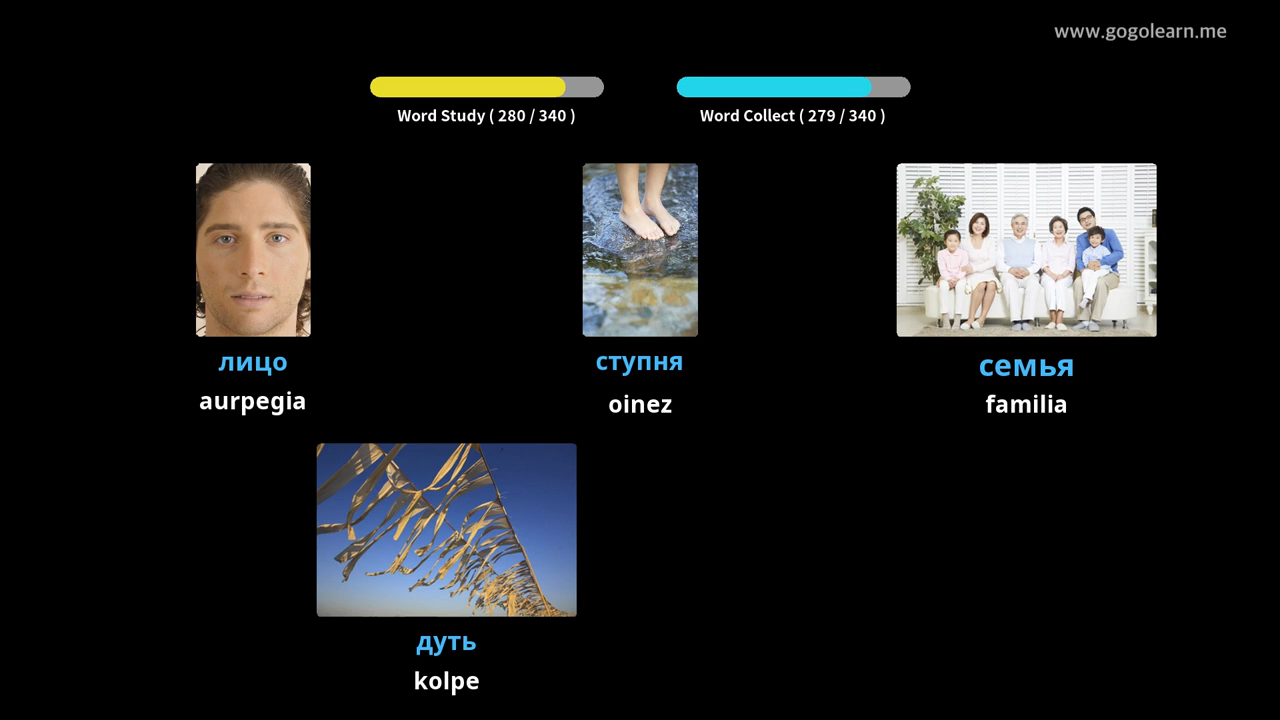 www.gogolearn.me
Word Study ( 280 / 340 )
Word Collect ( 279 / 340 )
лицо
ступня
семья
aurpegia
oinez
familia
дуть
kolpe